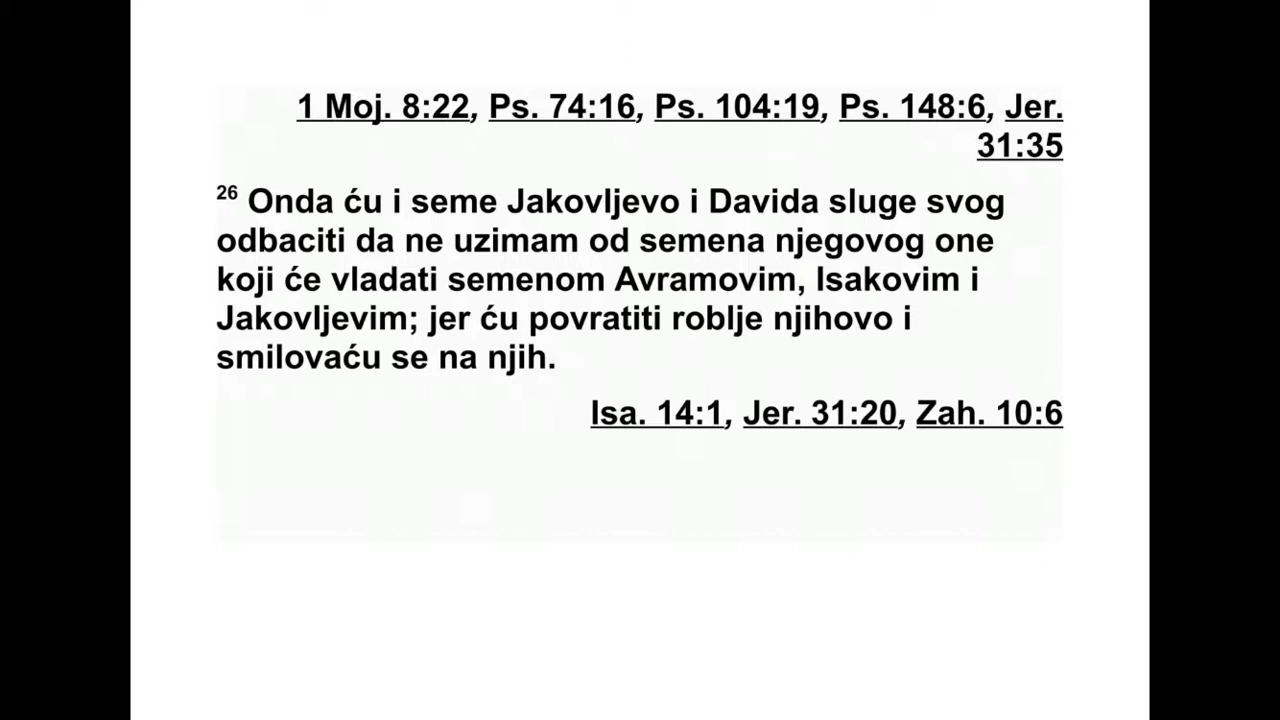 1 Moj. 8:22, Ps. 74:16, Ps. 104:19, Ps. 148:6, Jer.
31:35
26 Onda ću i seme Jakovljevo i Davida sluge svog
odbaciti da ne uzimam od semena njegovog one
koji će vladati semenom Avramovim, Isakovim i
Jakovljevim; jer ću povratiti roblje njihovo i
smilovaću se na njih.
Isa. 14:1, Jer. 31:20, Zah. 10:6